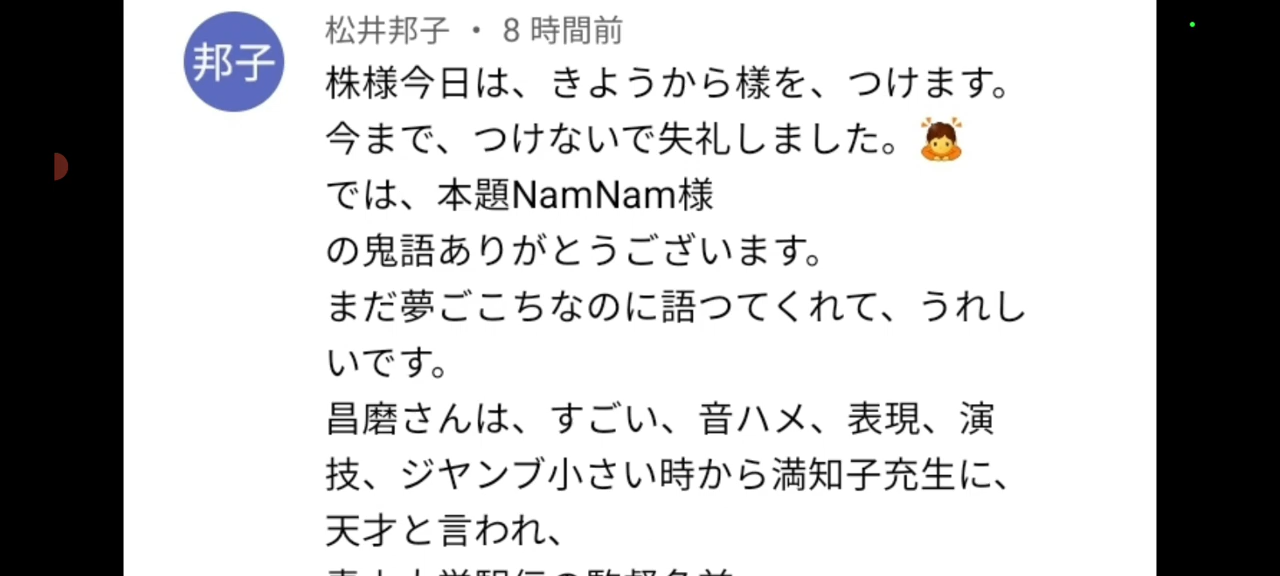 邦子
松井邦子 ・ 8 時間前
株様今日は、きようから樣を、つけます。
今まで、つけないで失礼しました。🙇
では、本題NamNam様
の鬼語ありがとうございます。
まだ夢ごこちなのに語つてくれて、うれし
いです。
昌磨さんは、すごい、音ハメ、表現、演
技、ジヤンブ小さい時から満知子充生に、
天才と言われ、